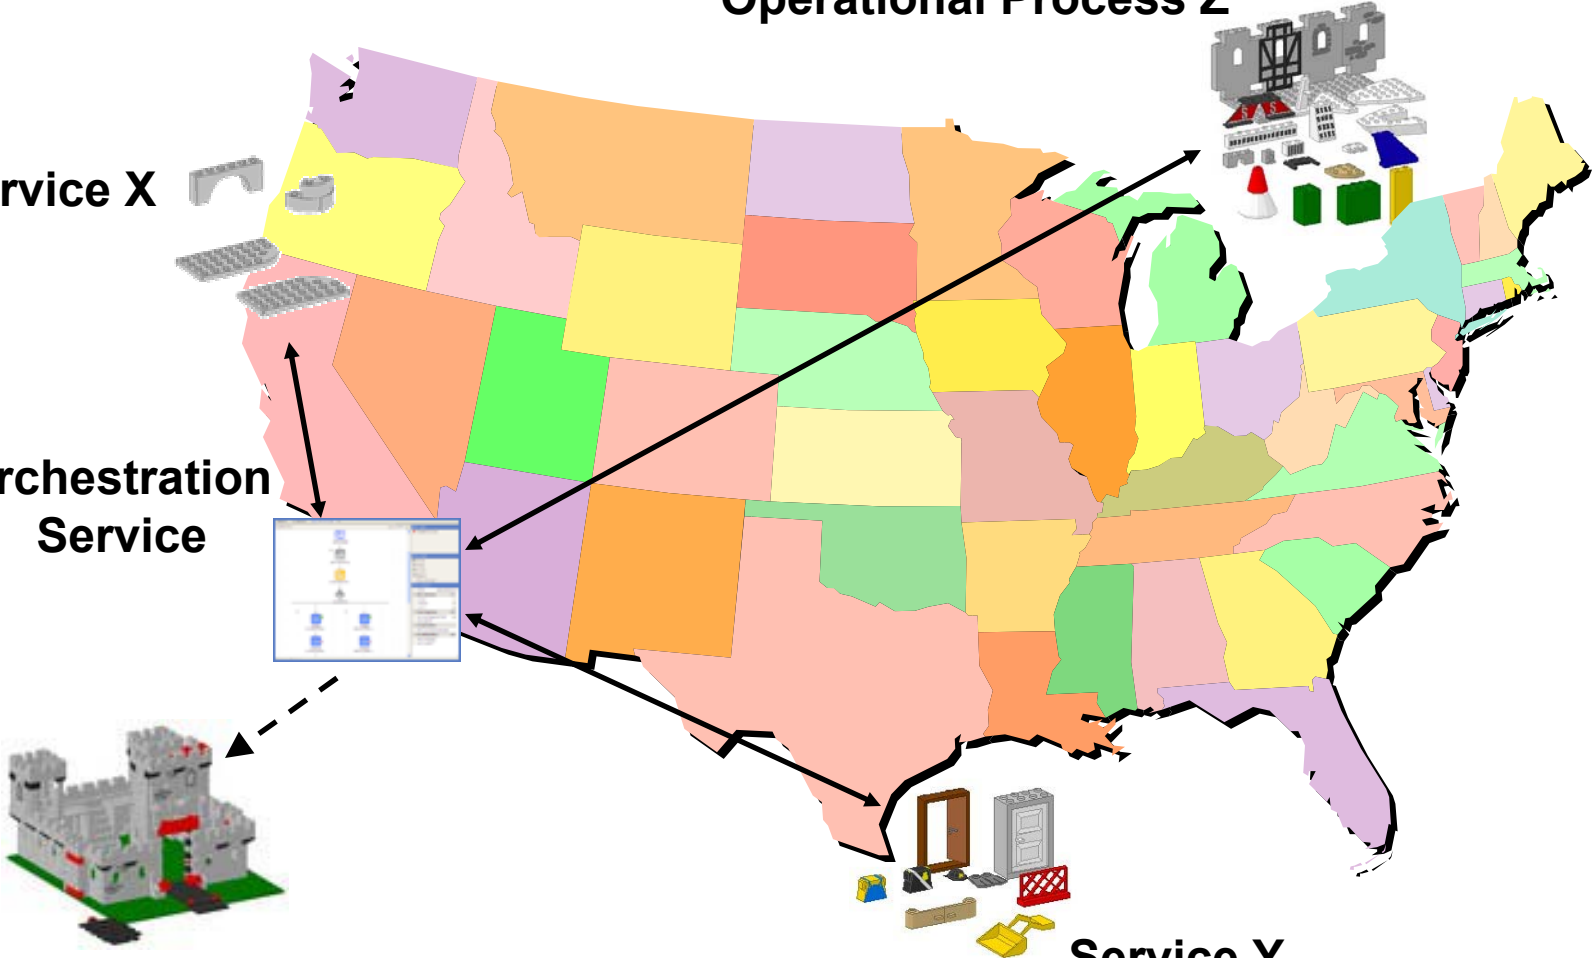 Operational Process Z
rvice X
rchestration
Service
Service Y